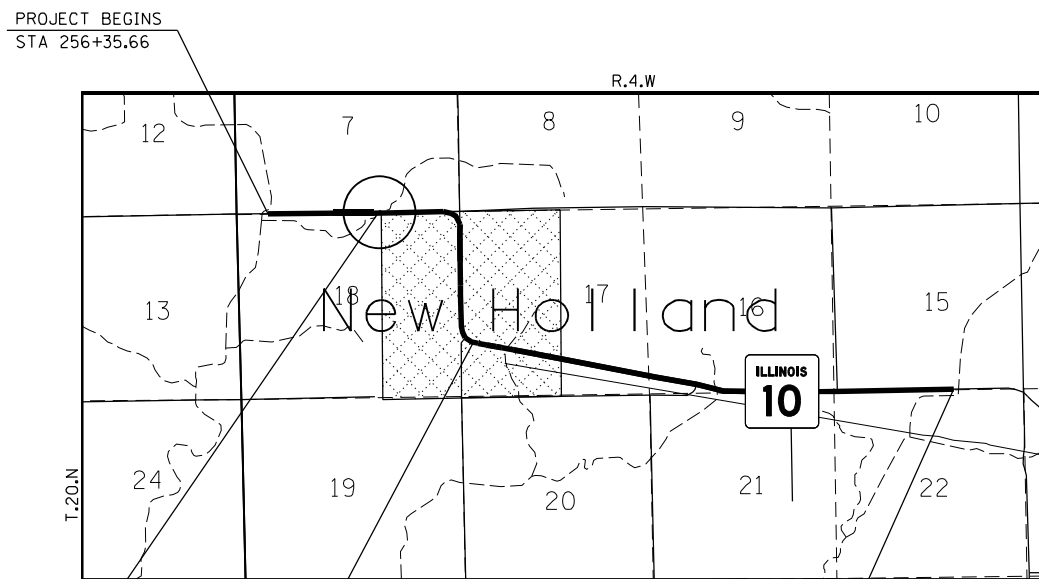 PROJECT BEGINS
STA 256+35.66
R.4.W
12
7
8
9
10
13
18
17
16
15
New Holland
ILLINOIS
10
T.20.N
24
19
20
21
22